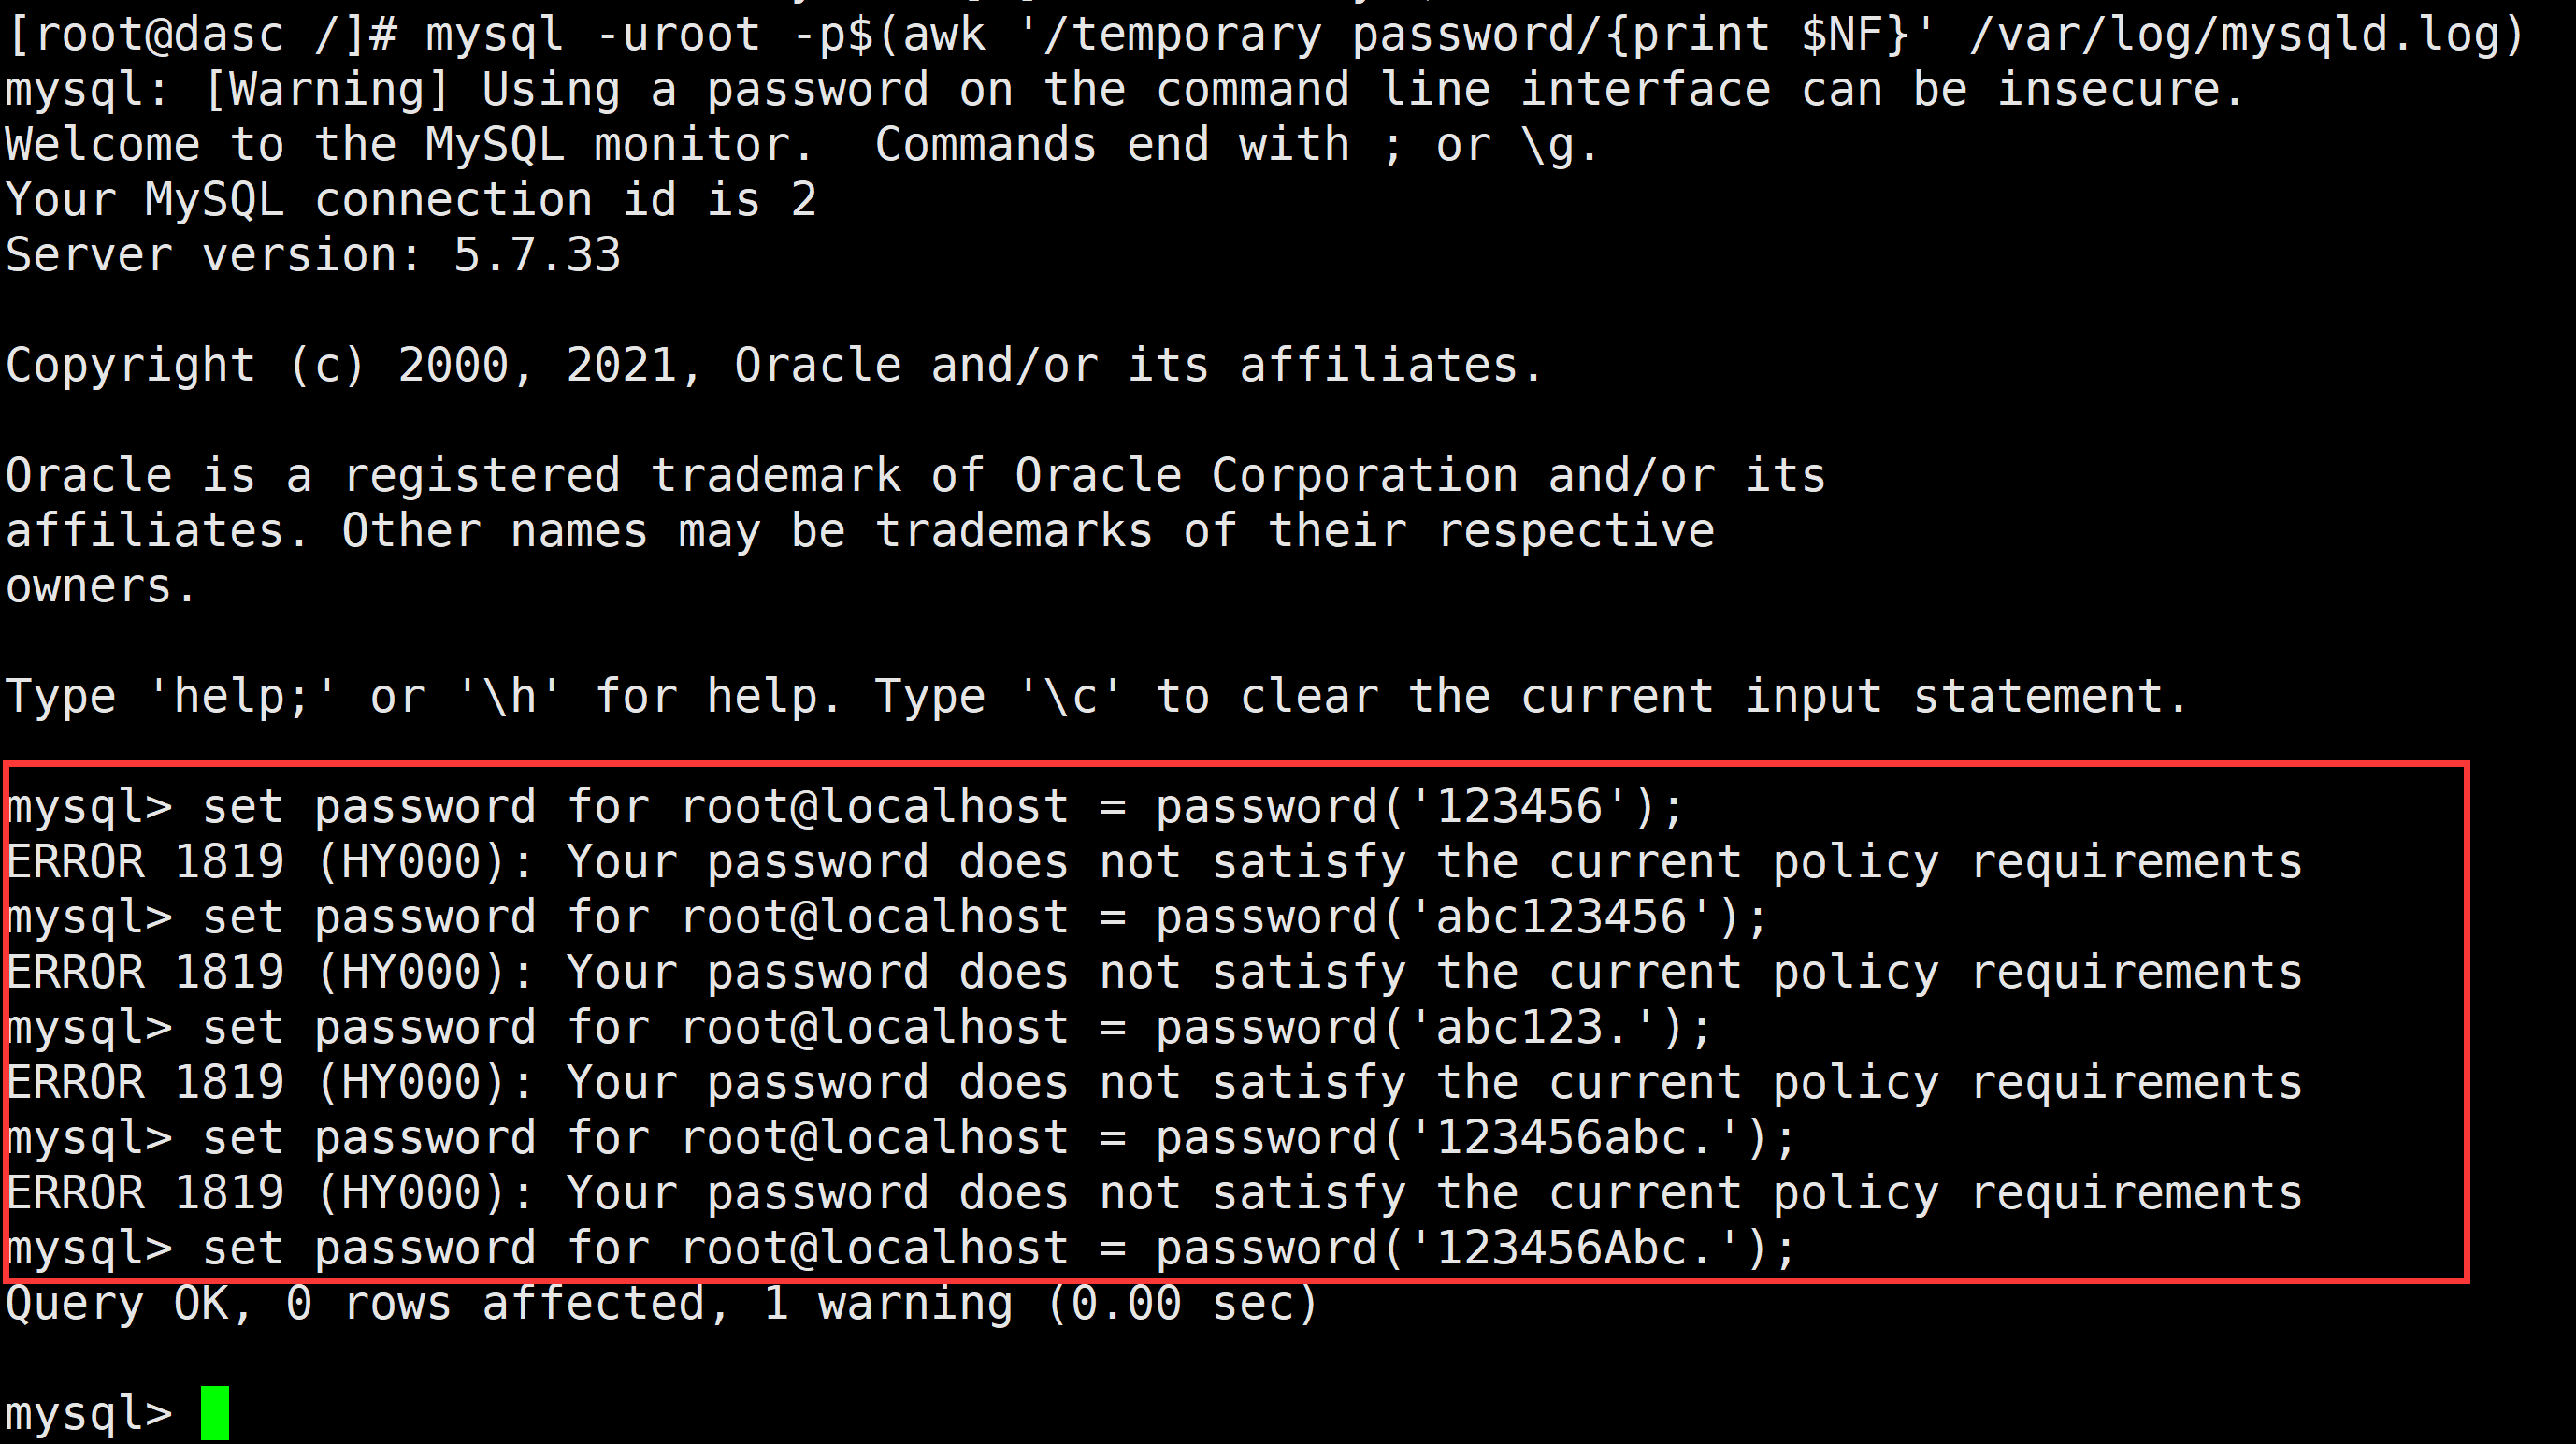 [root@dasc /]# mysql -uroot -p$(awk '/temporary password/{print $NF}' /var/log/mysqld.log)
mysql: [Warning] Using a password on the command line interface can be insecure.
Welcome to the MySQL monitor.  Commands end with ; or \g.
Your MySQL connection id is 2
Server version: 5.7.33
Copyright (c) 2000, 2021, Oracle and/or its affiliates.
Oracle is a registered trademark of Oracle Corporation and/or its
affiliates. Other names may be trademarks of their respective
owners.
Type 'help;' or '\h' for help. Type '\c' to clear the current input statement.
mysql> set password for root@localhost = password('123456');
ERROR 1819 (HY000): Your password does not satisfy the current policy requirements
mysql> set password for root@localhost = password('abc123456');
ERROR 1819 (HY000): Your password does not satisfy the current policy requirements
mysql> set password for root@localhost = password('abc123.');
ERROR 1819 (HY000): Your password does not satisfy the current policy requirements
mysql> set password for root@localhost = password('123456abc.');
ERROR 1819 (HY000): Your password does not satisfy the current policy requirements
mysql> set password for root@localhost = password('123456Abc.');
Query OK, 0 rows affected, 1 warning (0.00 sec)
mysql>